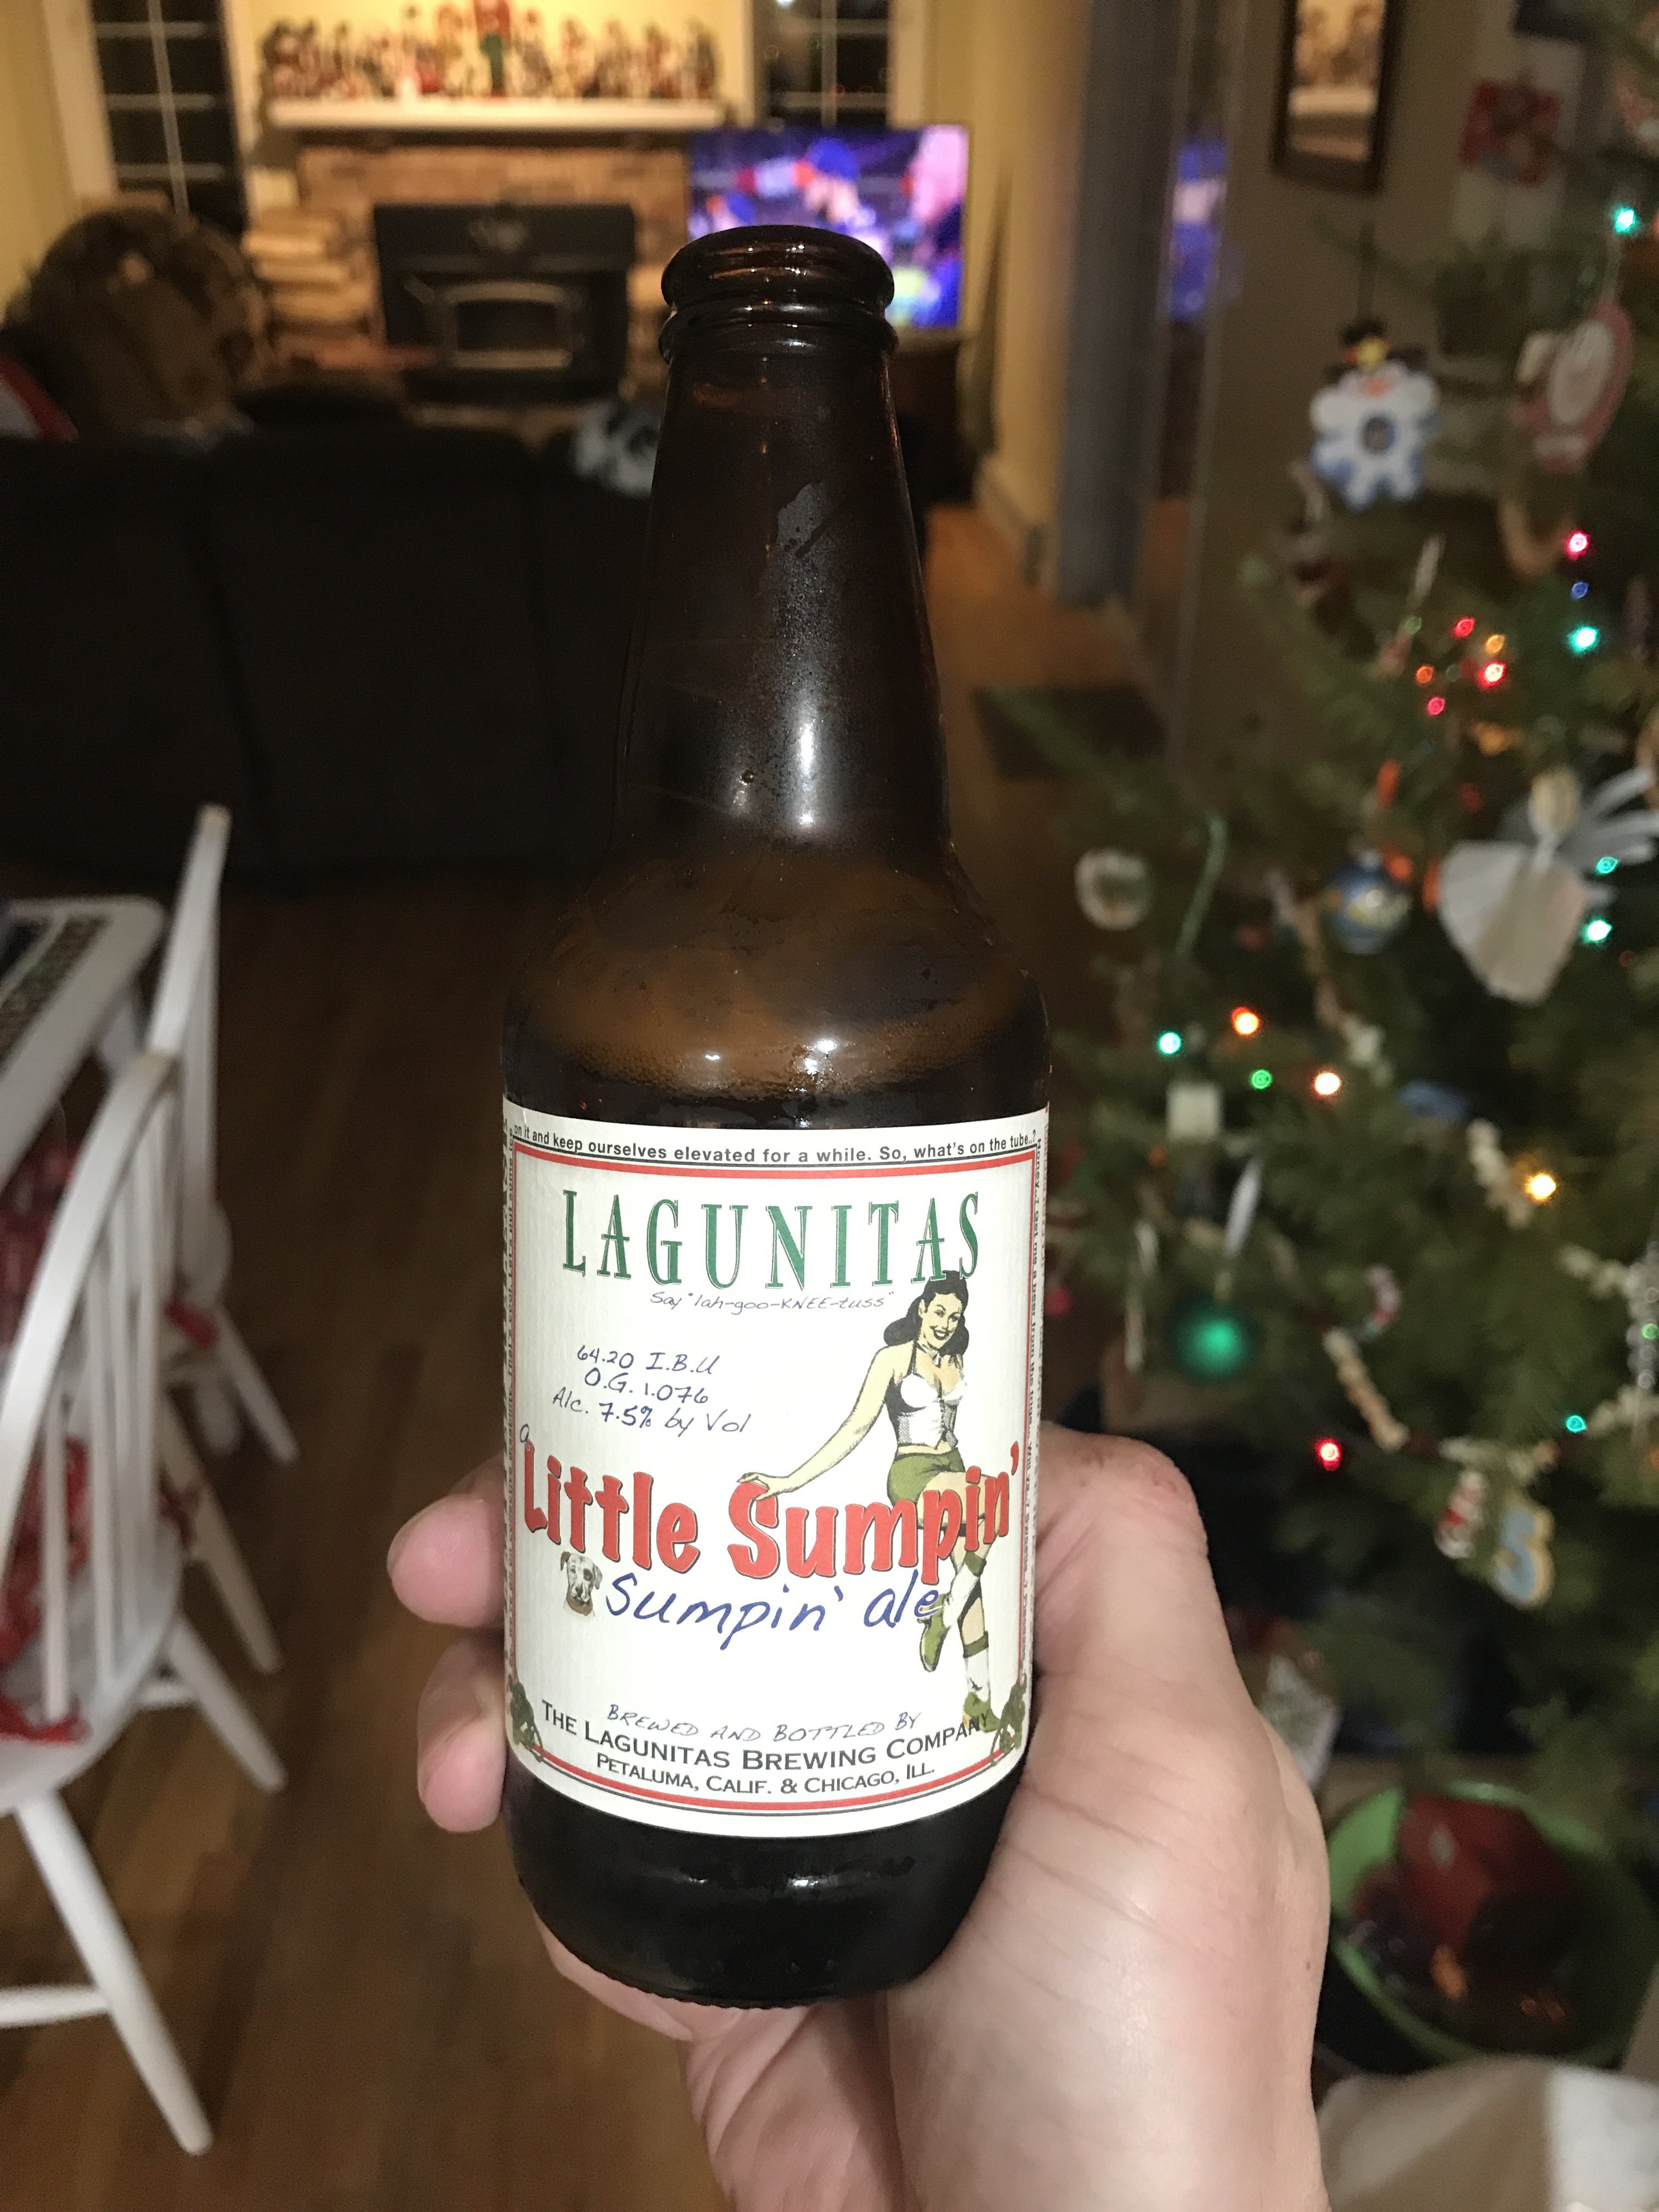 on it and keep ourselves elevated for a while. So, what's on the tube..?
LAGUNITAS
Say "lah-goo-KNEE-tuss"
64.20 I.B.U
O.G. 1.076
Alc. 7.5% by Vol
a
Little Sumpin'
Sumpin' ale
BREWED AND BOTTLED BY
THE LAGUNITAS BREWING COMPANY
PETALUMA, CALIF. & CHICAGO, ILL.